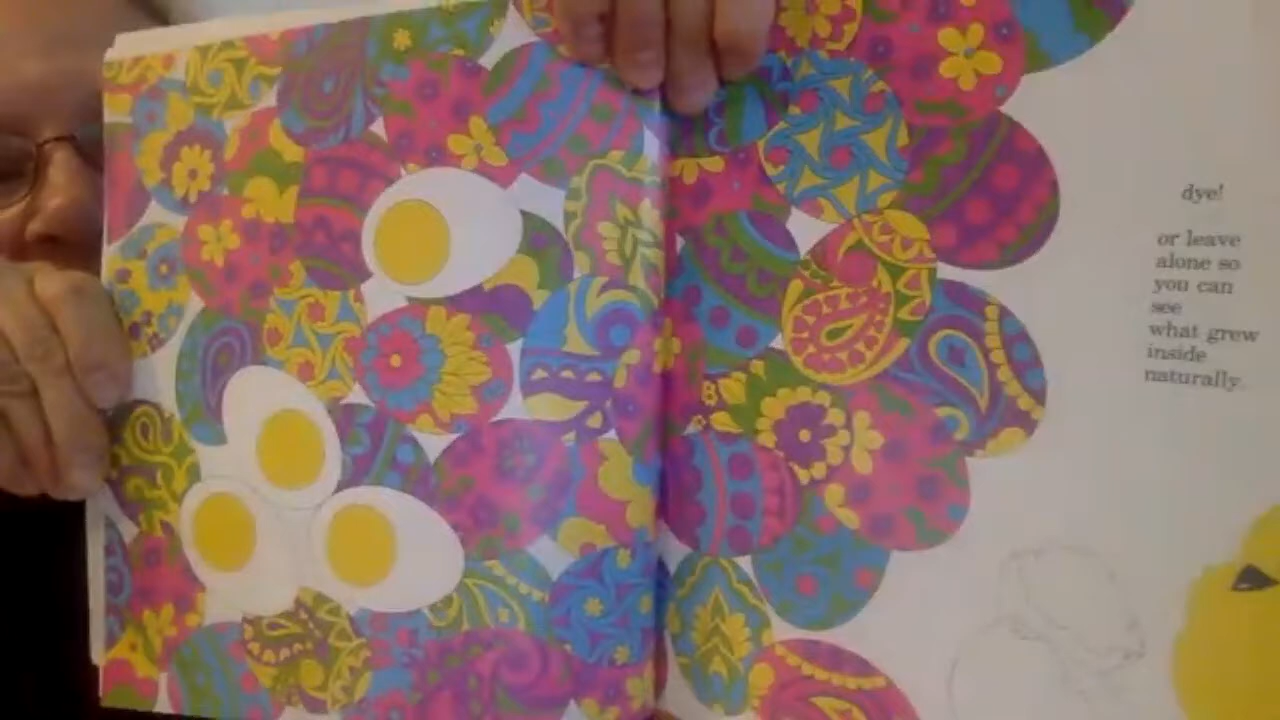 dye!
or leave
alone so
you can
see
what grew
inside
naturally.